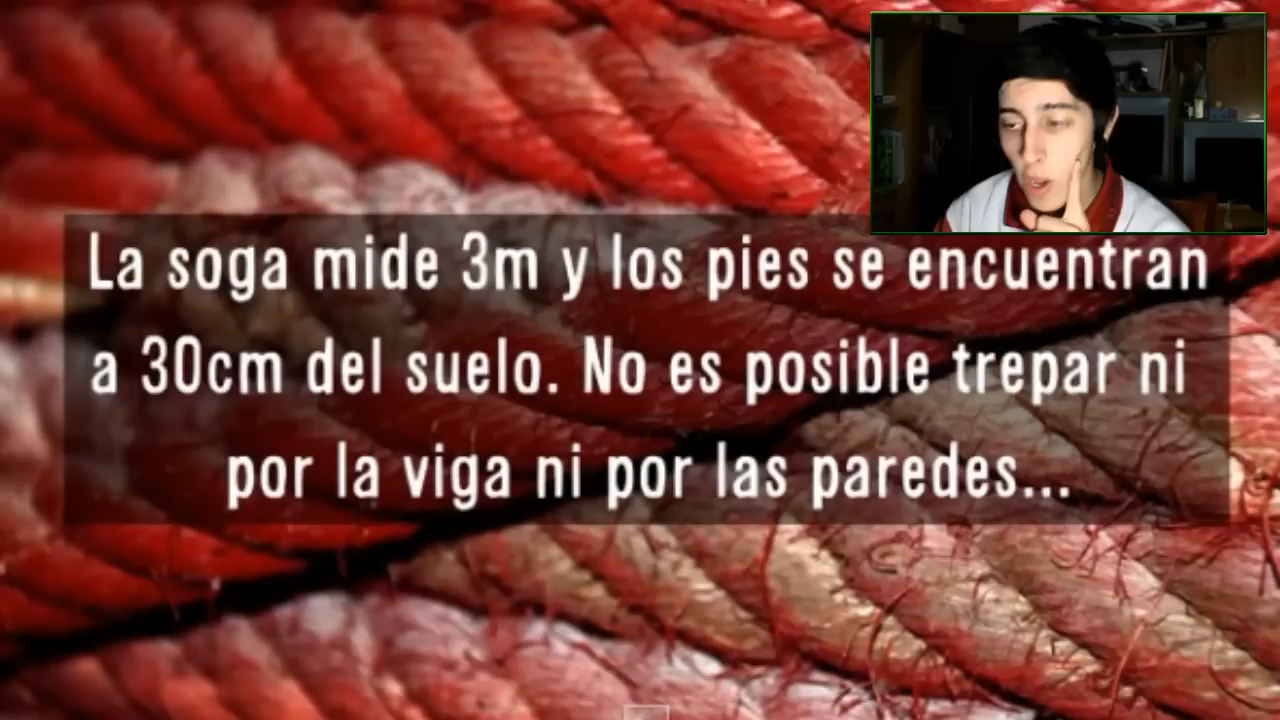 La soga mide 3m y los pies se encuentran
a 30cm del suelo. No es posible trepar ni
por la viga ni por las paredes...